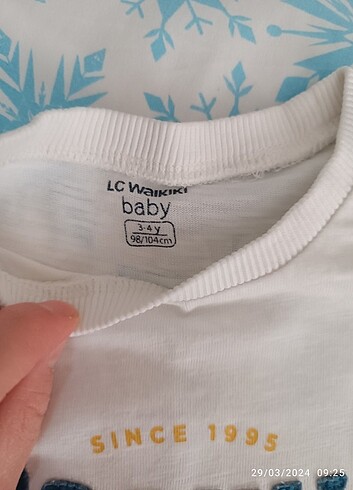 LC Waikiki
baby
3-4 y
98/104cm
SINCE 1995
29/03/2024 09:25